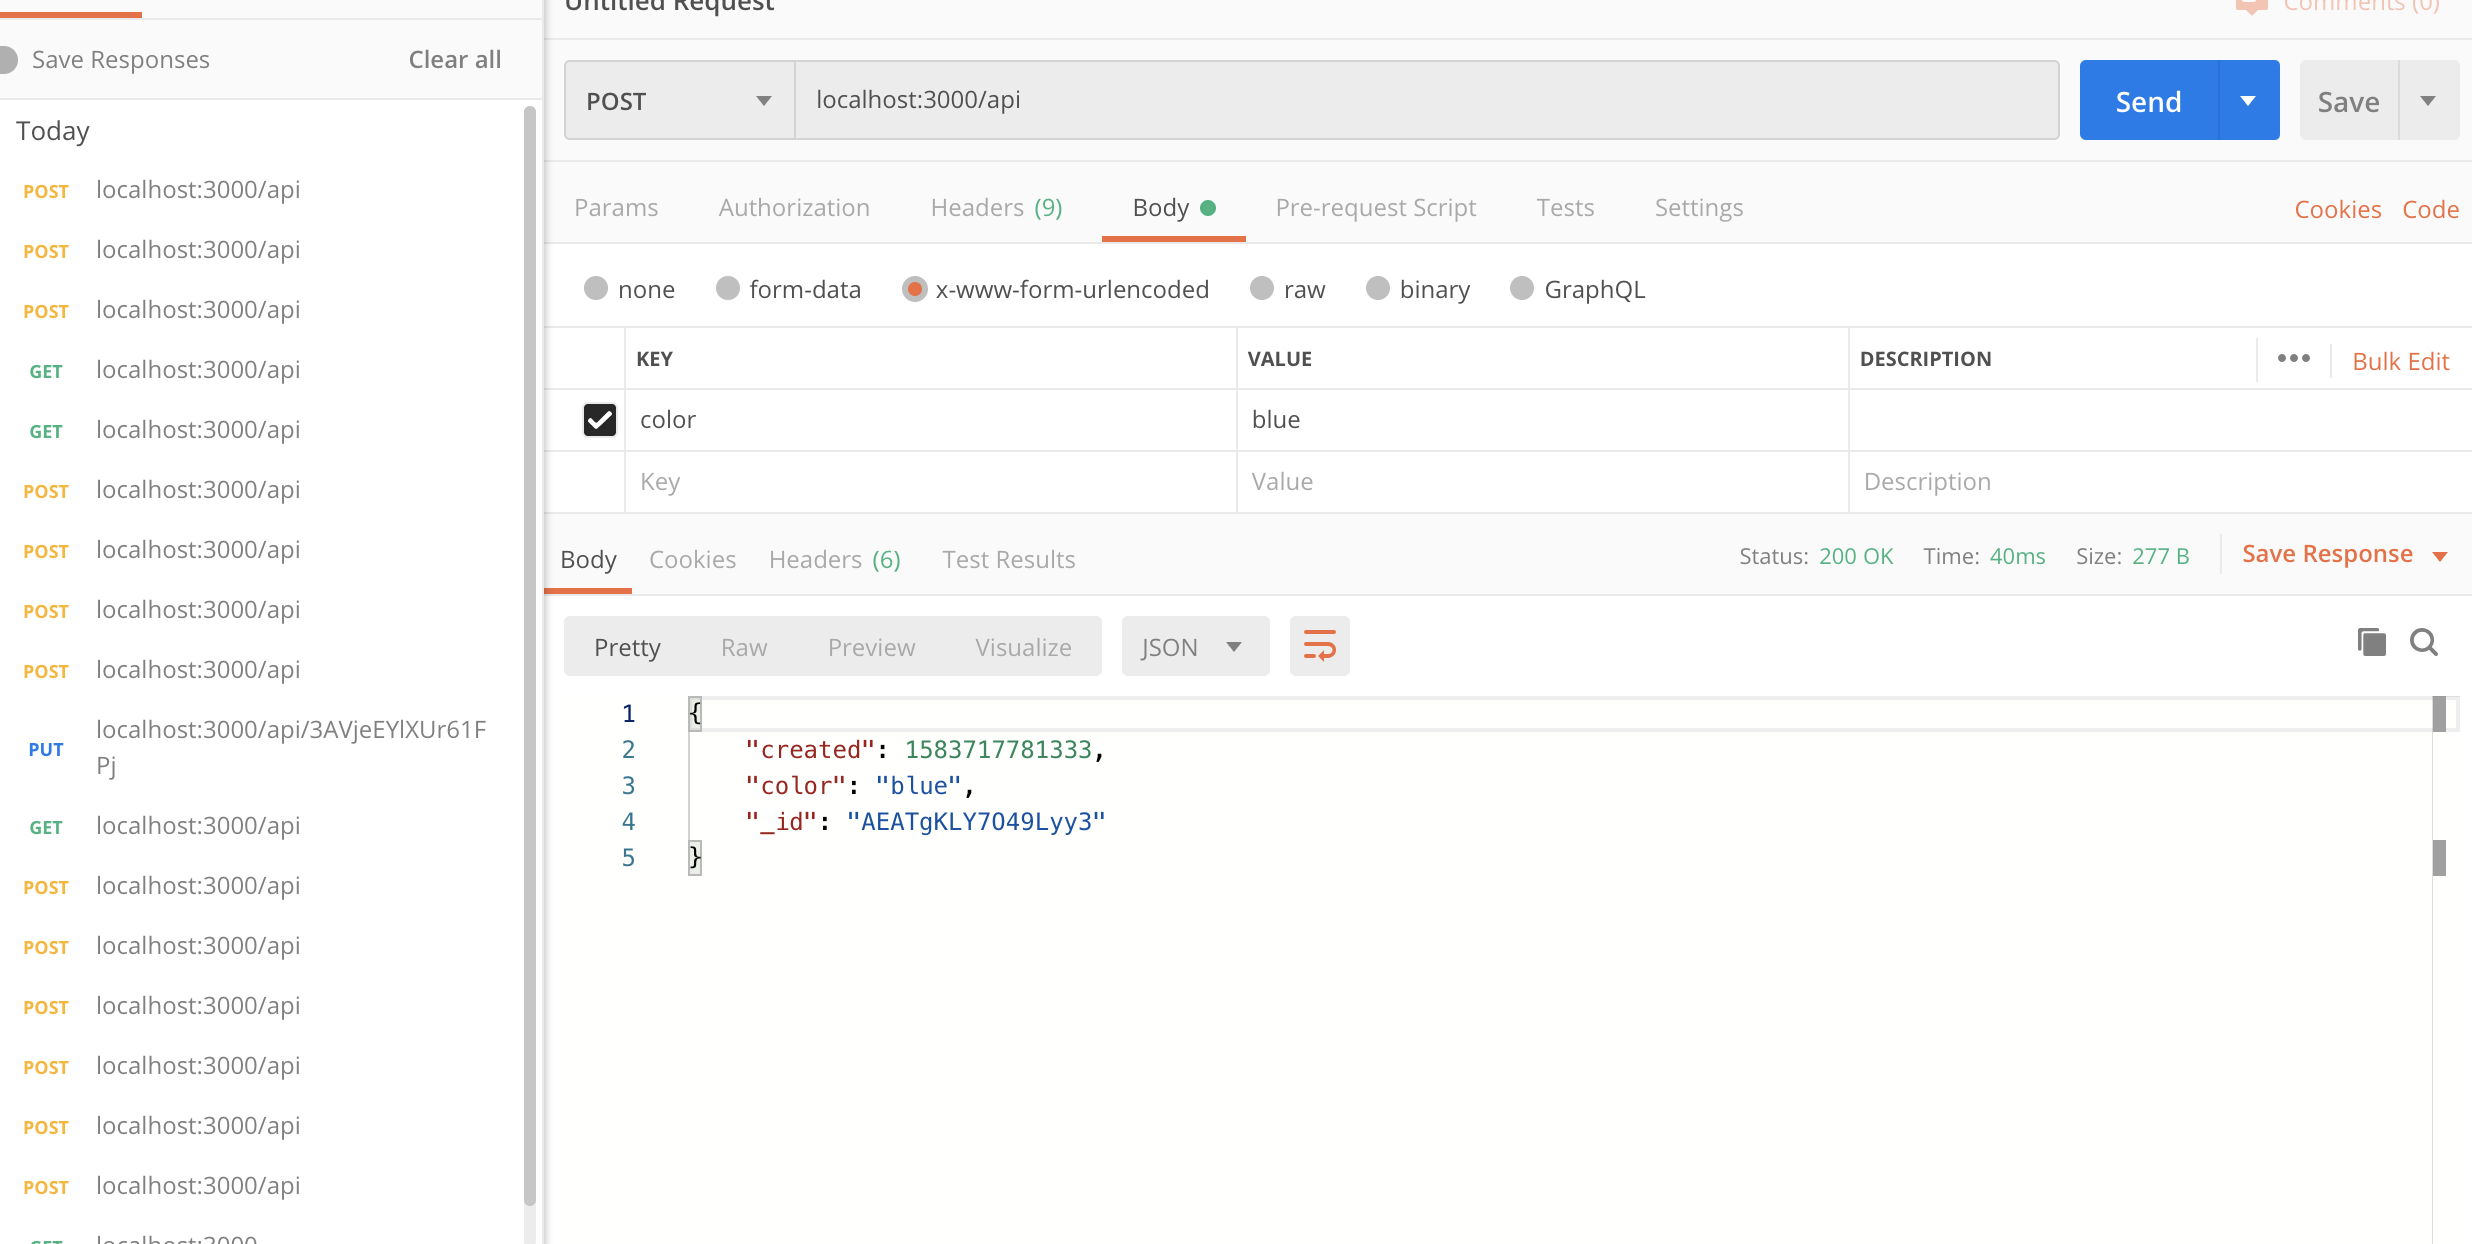 Untitled Request
Comments (0)
Save Responses Clear all
Today
POST localhost:3000/api
POST localhost:3000/api
POST localhost:3000/api
GET localhost:3000/api
GET localhost:3000/api
POST localhost:3000/api
POST localhost:3000/api
POST localhost:3000/api
POST localhost:3000/api
PUT localhost:3000/api/3AVjeEYlXUr61F
Pj
GET localhost:3000/api
POST localhost:3000/api
POST localhost:3000/api
POST localhost:3000/api
POST localhost:3000/api
POST localhost:3000/api
POST localhost:3000/api
GET localhost:3000
POST localhost:3000/api Send Save
Params Authorization Headers (9) Body Pre-request Script Tests Settings Cookies Code
none form-data x-www-form-urlencoded raw binary GraphQL
KEY VALUE DESCRIPTION ••• Bulk Edit
color blue
Key Value Description
Body Cookies Headers (6) Test Results Status: 200 OK Time: 40ms Size: 277 B Save Response
Pretty Raw Preview Visualize JSON
1 {
2 "created": 1583717781333,
3 "color": "blue",
4 "_id": "AEATgKLY7O49Lyy3"
5 }